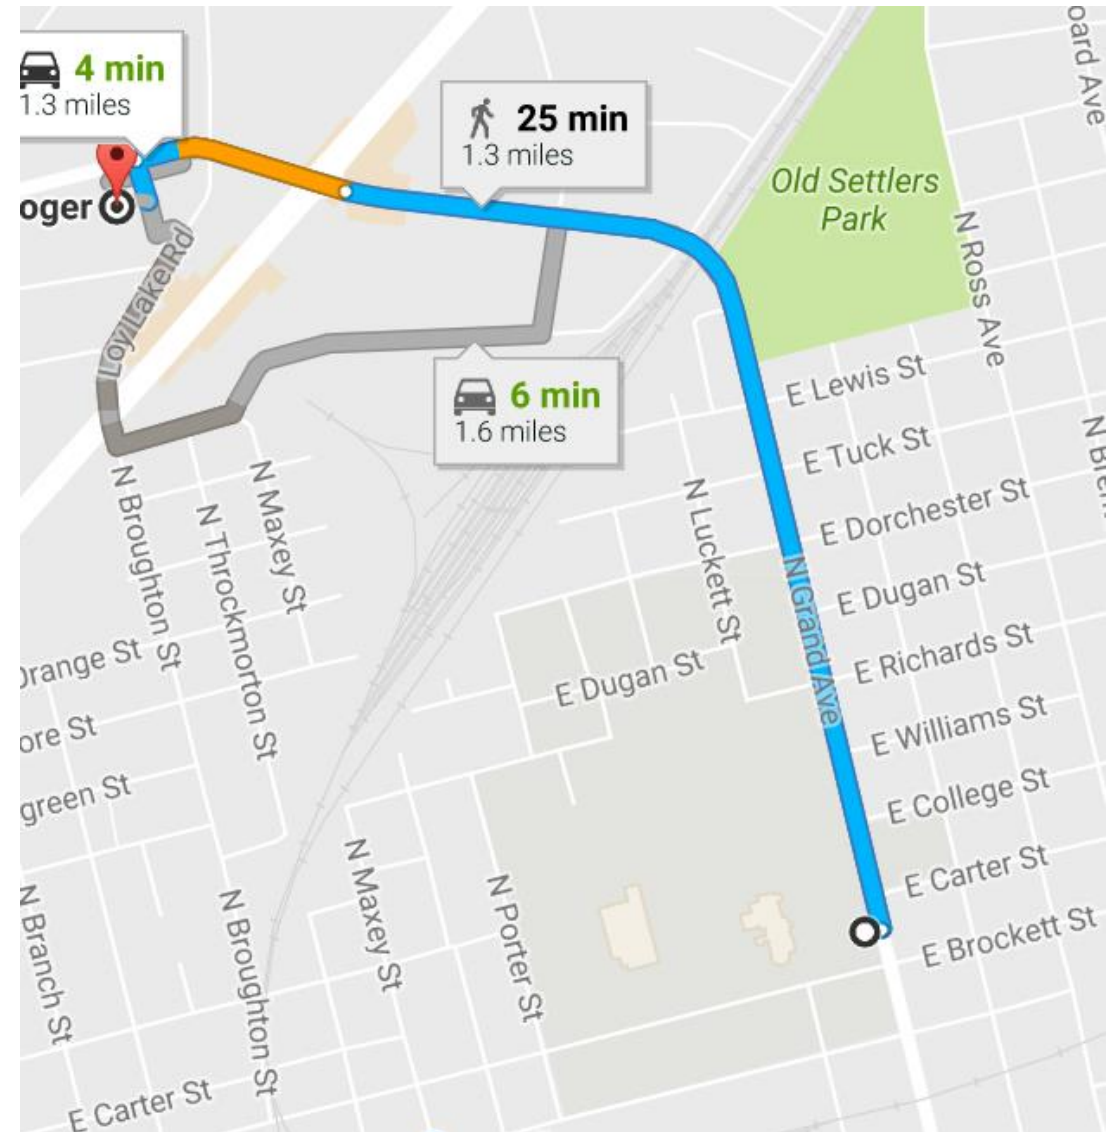 4 min
1.3 miles
oard Ave
25 min
1.3 miles
Old Settlers
Park
oger
N Ross Ave
Loy Lake Rd
E Lewis St
6 min
1.6 miles
E Tuck St
N Bren
N Broughton St
N Throckmorton St
N Maxey St
N Luckett St
E Dorchester St
E Dugan St
N Grand Ave
E Richards St
Orange St
E Dugan St
E Williams St
ore St
E College St
green St
N Maxey St
E Carter St
N Branch St
N Broughton St
N Porter St
E Brockett St
E Carter St